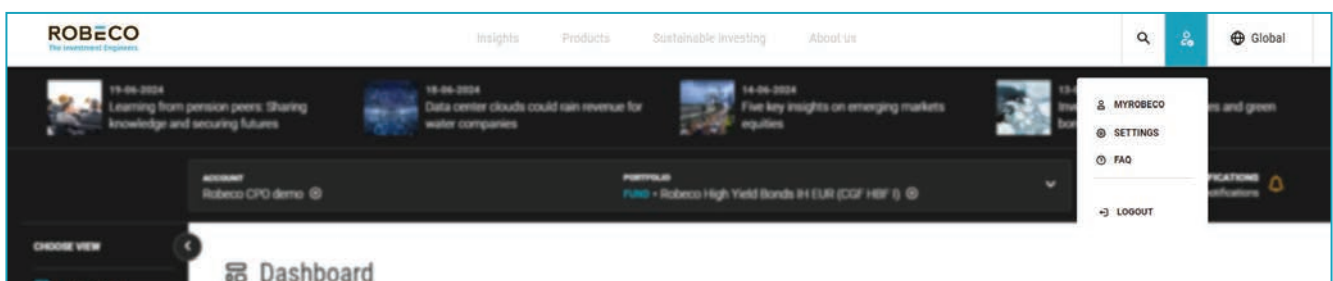 ROBECO
The Investment Engineers
Insights Products Sustainable investing About us
Global
19-06-2024
Learning from pension peers: Sharing
knowledge and securing futures
18-06-2024
Data center clouds could rain revenue for
water companies
14-06-2024
Five key insights on emerging markets
equities
es and green
MYROBECO
SETTINGS
FAQ
LOGOUT
ACCOUNT
Robeco CPO demo
PORTFOLIO
FUND • Robeco High Yield Bonds IH EUR (CGF HBF I)
CHOOSE VIEW
Dashboard